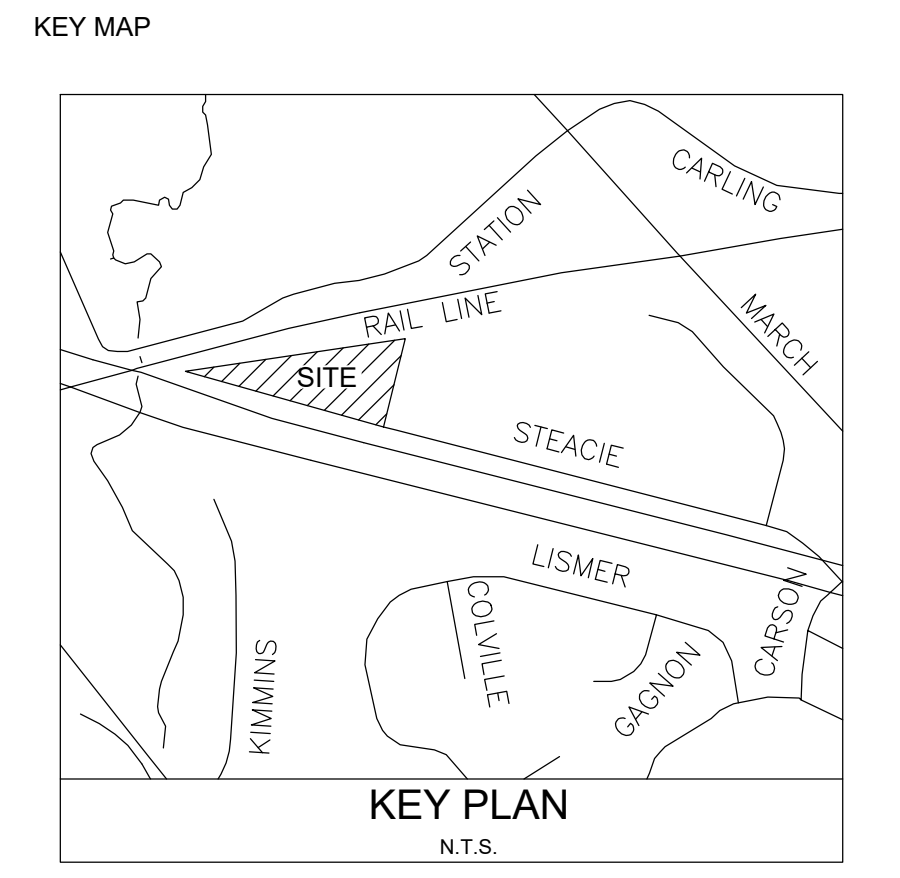 KEY MAP
CARLING
STATION
RAIL LINE
MARCH
SITE
STEACIE
LISMER
COLVILLE
CARSON
GAGNON
KIMMINS
KEY PLAN
N.T.S.